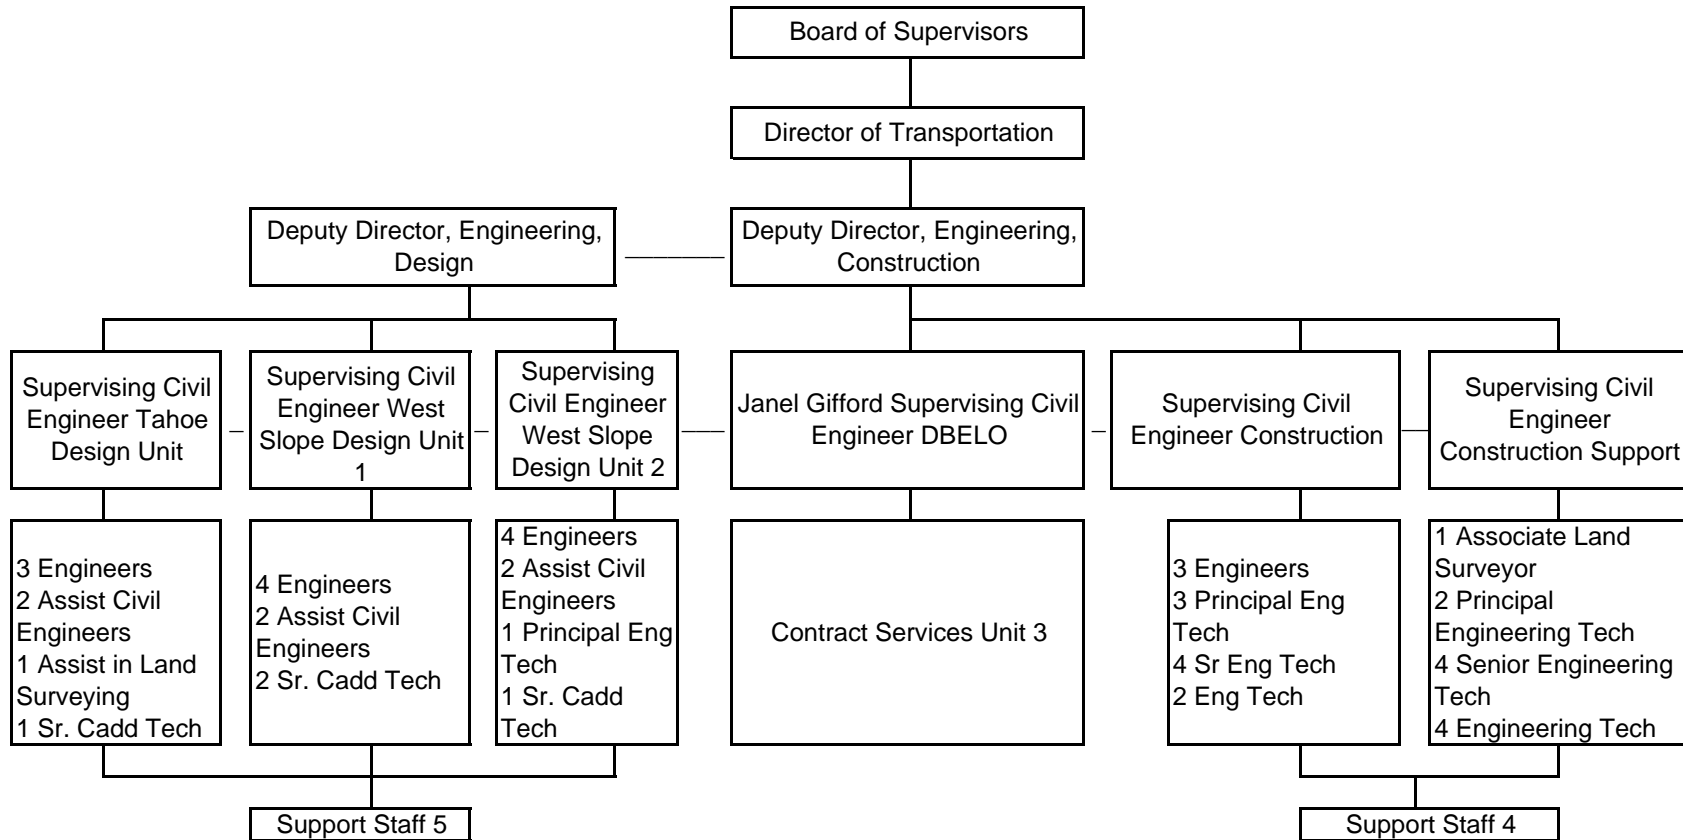 Board of Supervisors
Director of Transportation
Deputy Director, Engineering,
Design
Deputy Director, Engineering,
Construction
Supervising Civil
Engineer Tahoe
Design Unit
Supervising Civil
Engineer West
Slope Design Unit
1
Supervising
Civil Engineer
West Slope
Design Unit 2
Janel Gifford Supervising Civil
Engineer DBELO
Supervising Civil
Engineer Construction
Supervising Civil
Engineer
Construction Support
3 Engineers
2 Assist Civil
Engineers
1 Assist in Land
Surveying
1 Sr. Cadd Tech
4 Engineers
2 Assist Civil
Engineers
2 Sr. Cadd Tech
4 Engineers
2 Assist Civil
Engineers
1 Principal Eng
Tech
1 Sr. Cadd
Tech
Contract Services Unit 3
3 Engineers
3 Principal Eng
Tech
4 Sr Eng Tech
2 Eng Tech
1 Associate Land
Surveyor
2 Principal
Engineering Tech
4 Senior Engineering
Tech
4 Engineering Tech
Support Staff 5
Support Staff 4